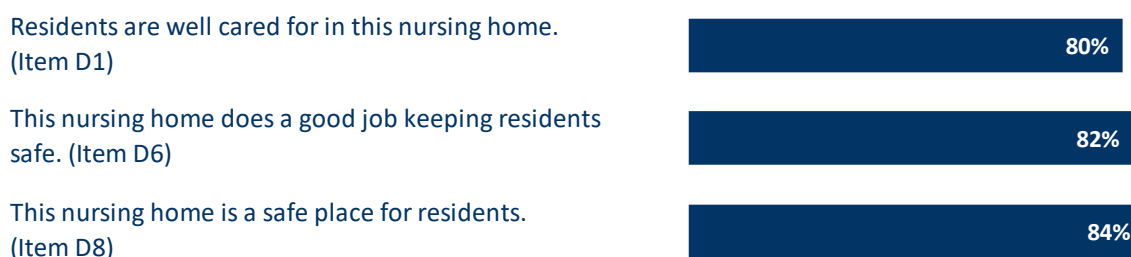 Residents are well cared for in this nursing home.
(Item D1)
80%
This nursing home does a good job keeping residents
safe. (Item D6)
82%
This nursing home is a safe place for residents.
(Item D8)
84%